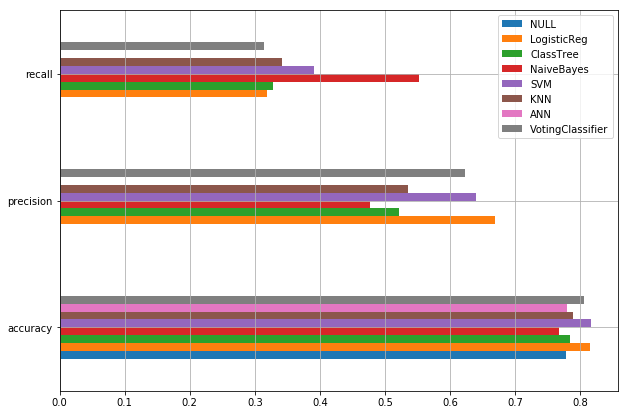 NULL
LogisticReg
ClassTree
NaiveBayes
SVM
KNN
ANN
VotingClassifier
recall
precision
accuracy
0.0 0.1 0.2 0.3 0.4 0.5 0.6 0.7 0.8